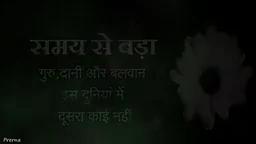 समय से बड़ा
गुरु,दानी और बलवान
इस दुनियां में
दूसरा काई नहीं
Prerna